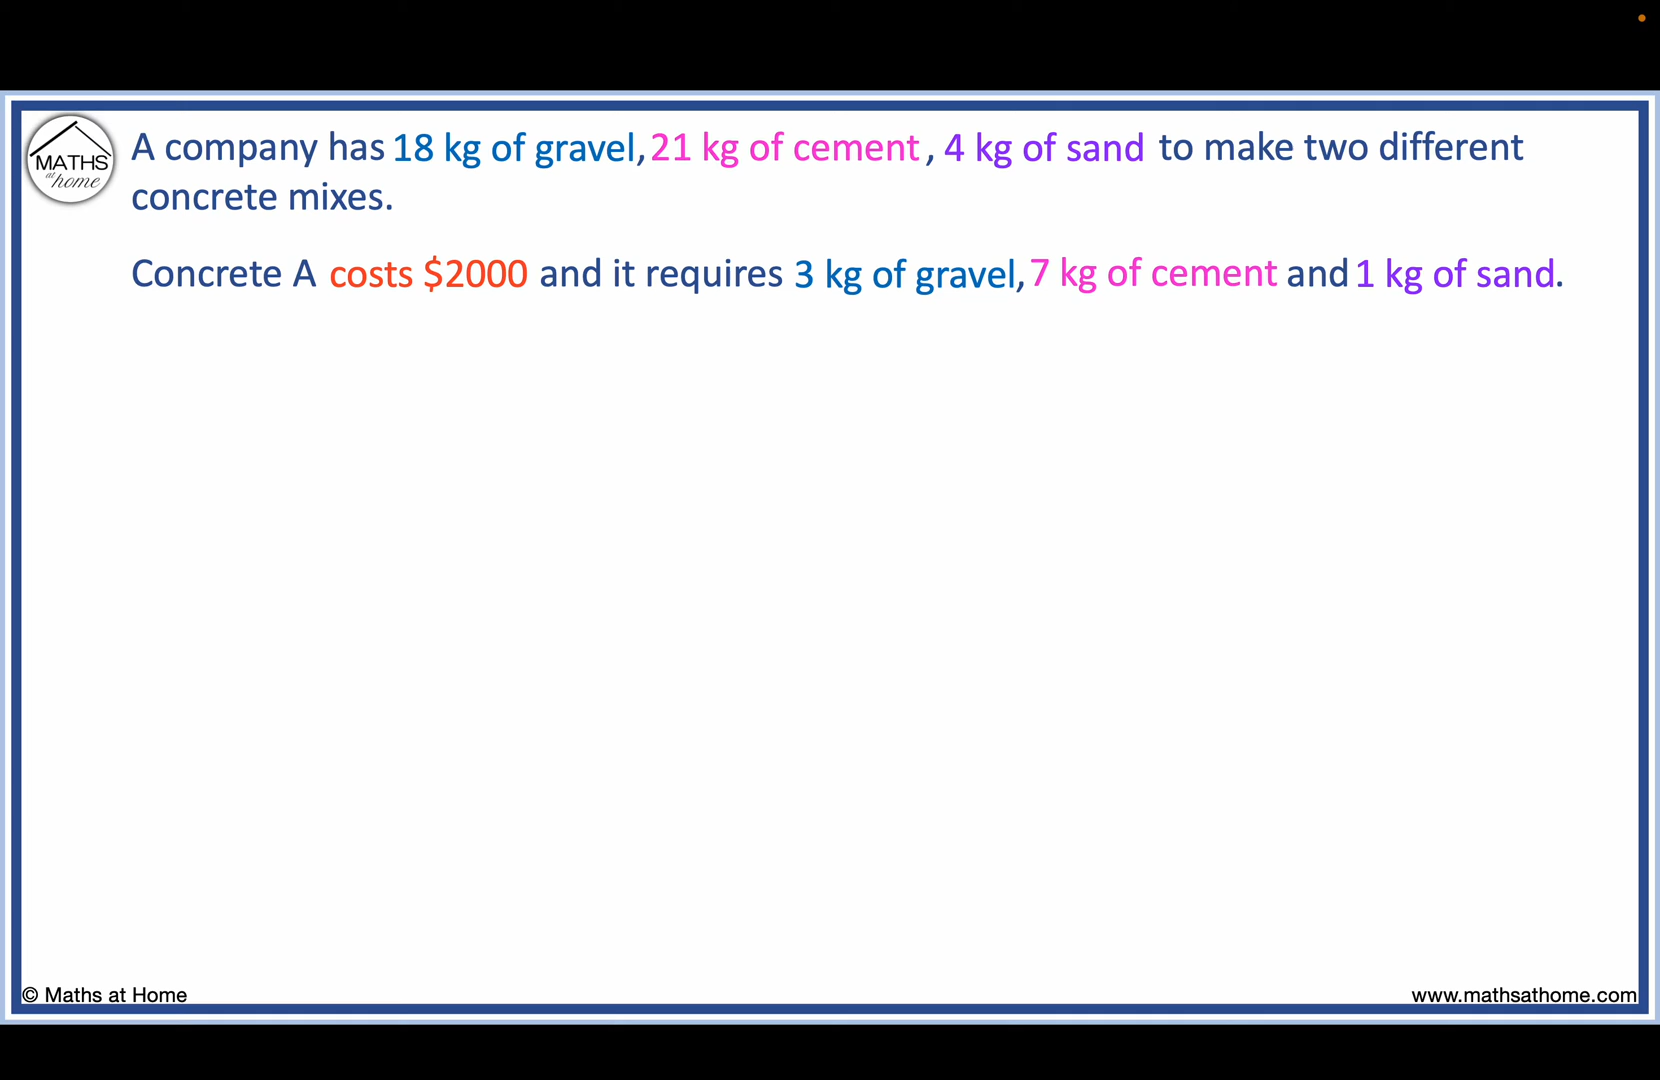 MATHS
at
home
A company has 18 kg of gravel, 21 kg of cement, 4 kg of sand to make two different
concrete mixes.
Concrete A costs $2000 and it requires 3 kg of gravel, 7 kg of cement and 1 kg of sand.
© Maths at Home
www.mathsathome.com